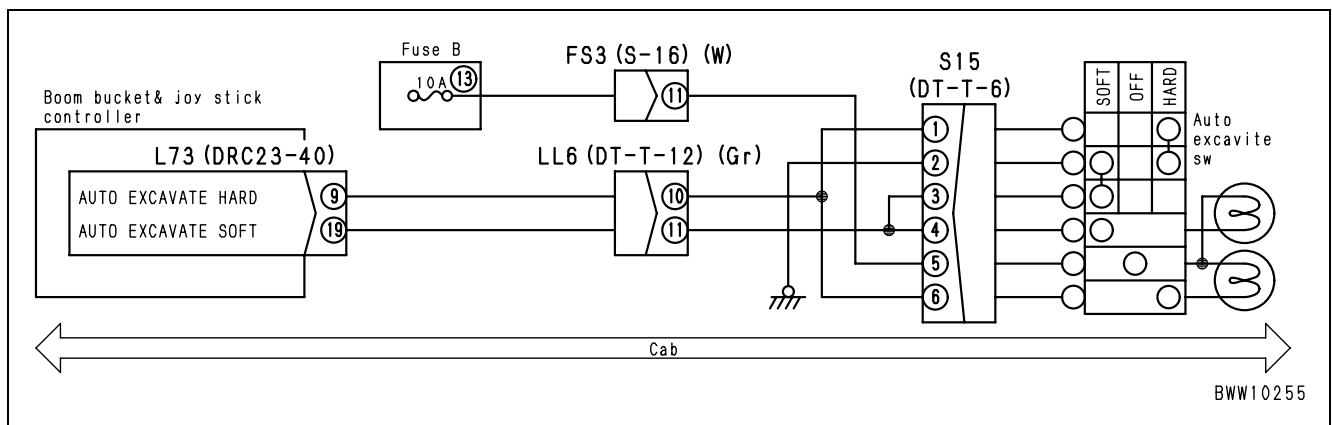 Fuse B
10A 13
FS3 (S-16) (W)
11
S15
(DT-T-6)
SOFT
OFF
HARD
Boom bucket& joy stick
controller
Auto
excavite
sw
L73 (DRC23-40)
LL6 (DT-T-12) (Gr)
AUTO EXCAVATE HARD 9
AUTO EXCAVATE SOFT 19
10
11
1
2
3
4
5
6
Cab
BWW10255